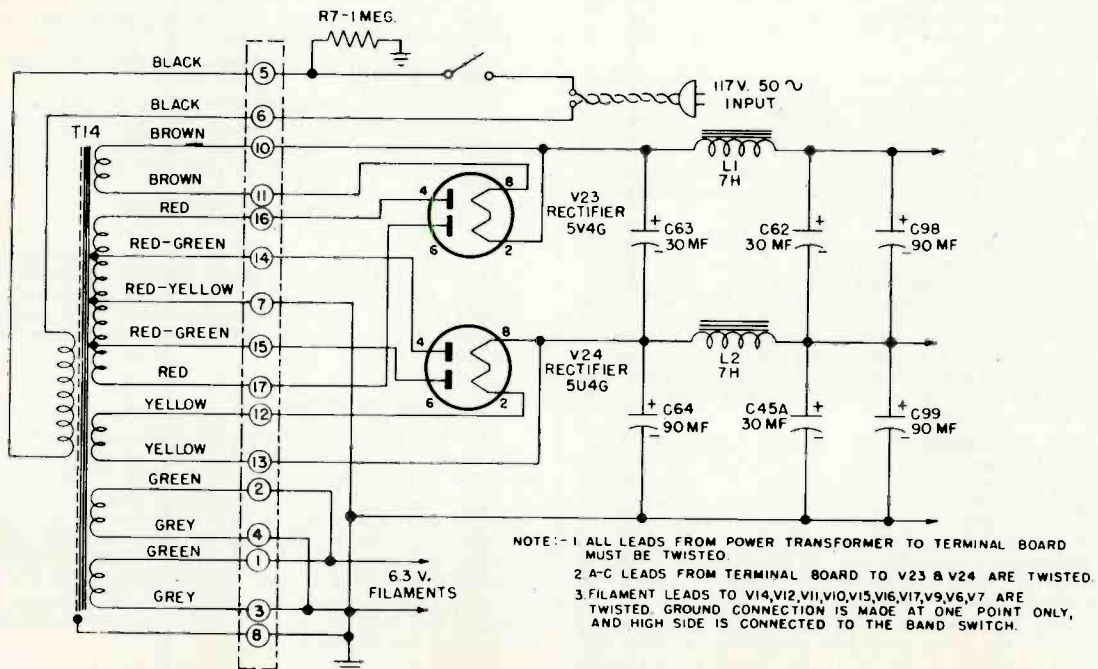 R7-1 MEG.
BLACK
5
117V. 50 ~
INPUT
BLACK
6
T14
BROWN
10
L1
7H
BROWN
11
4
8
V23
RECTIFIER
5V4G
RED
16
6
2
C63
30 MF
+
-
C62
30 MF
+
-
C98
90 MF
+
-
RED-GREEN
14
RED-YELLOW
7
RED-GREEN
15
4
8
V24
RECTIFIER
5U4G
L2
7H
RED
17
6
2
YELLOW
12
C64
90 MF
+
-
C45A
30 MF
+
-
C99
90 MF
+
-
YELLOW
13
GREEN
2
GREY
4
GREEN
1
6.3 V.
FILAMENTS
GREY
3
8
NOTE:- 1 ALL LEADS FROM POWER TRANSFORMER TO TERMINAL BOARD
MUST BE TWISTED.
2 A-C LEADS FROM TERMINAL BOARD TO V23 & V24 ARE TWISTED.
3. FILAMENT LEADS TO V14,V12,V11,V10,V15,V16,V17,V9,V6,V7 ARE
TWISTED. GROUND CONNECTION IS MADE AT ONE POINT ONLY,
AND HIGH SIDE IS CONNECTED TO THE BAND SWITCH.